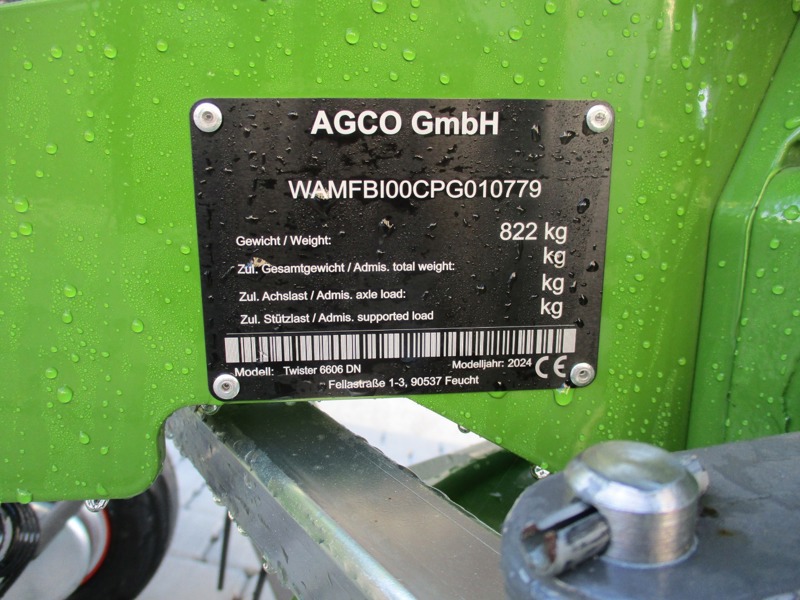 AGCO GmbH
WAMFBI00CPG010779
Gewicht / Weight: 822 kg
Zul. Gesamtgewicht / Admis. total weight: kg
Zul. Achslast / Admis. axle load: kg
Zul. Stützlast / Admis. supported load kg
Modell: Twister 6606 DN Modelljahr: 2024 CE
Fellastraße 1-3, 90537 Feucht